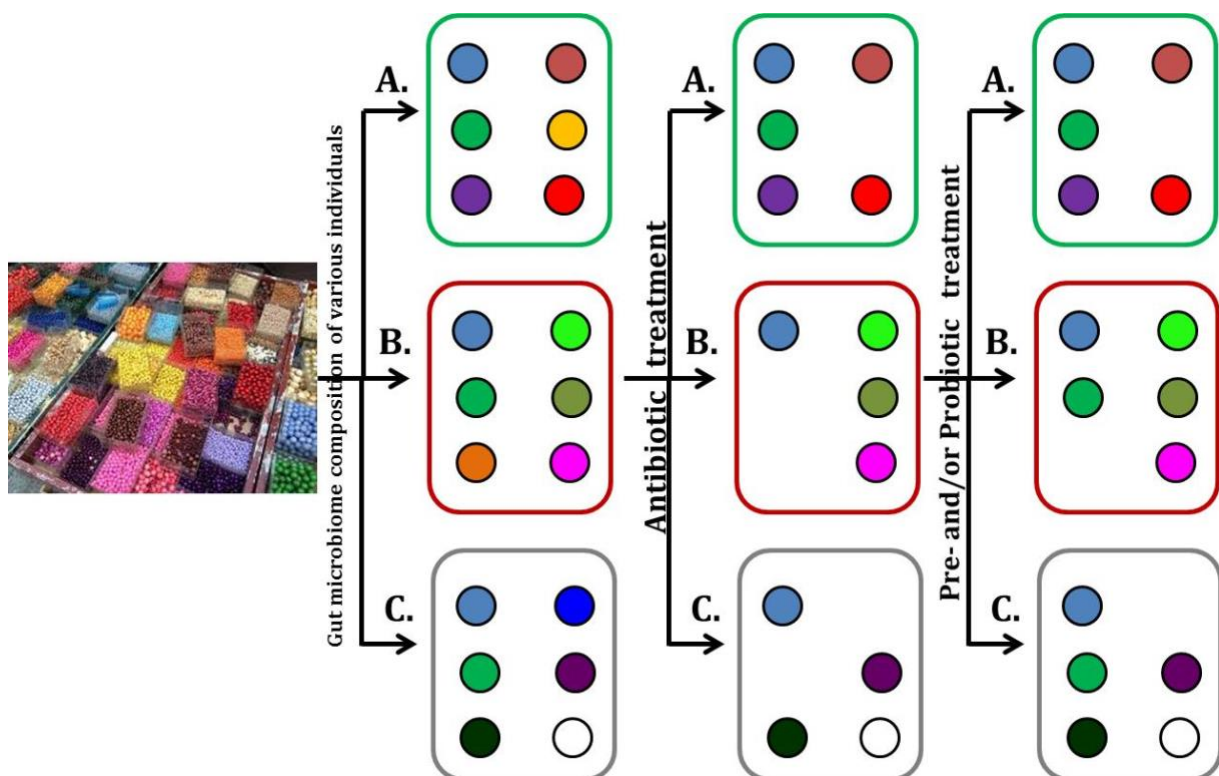 Gut microbiome composition of various individuals
A.
B.
C.
Antibiotic treatment
A.
B.
C.
Pre- and/or Probiotic treatment
A.
B.
C.